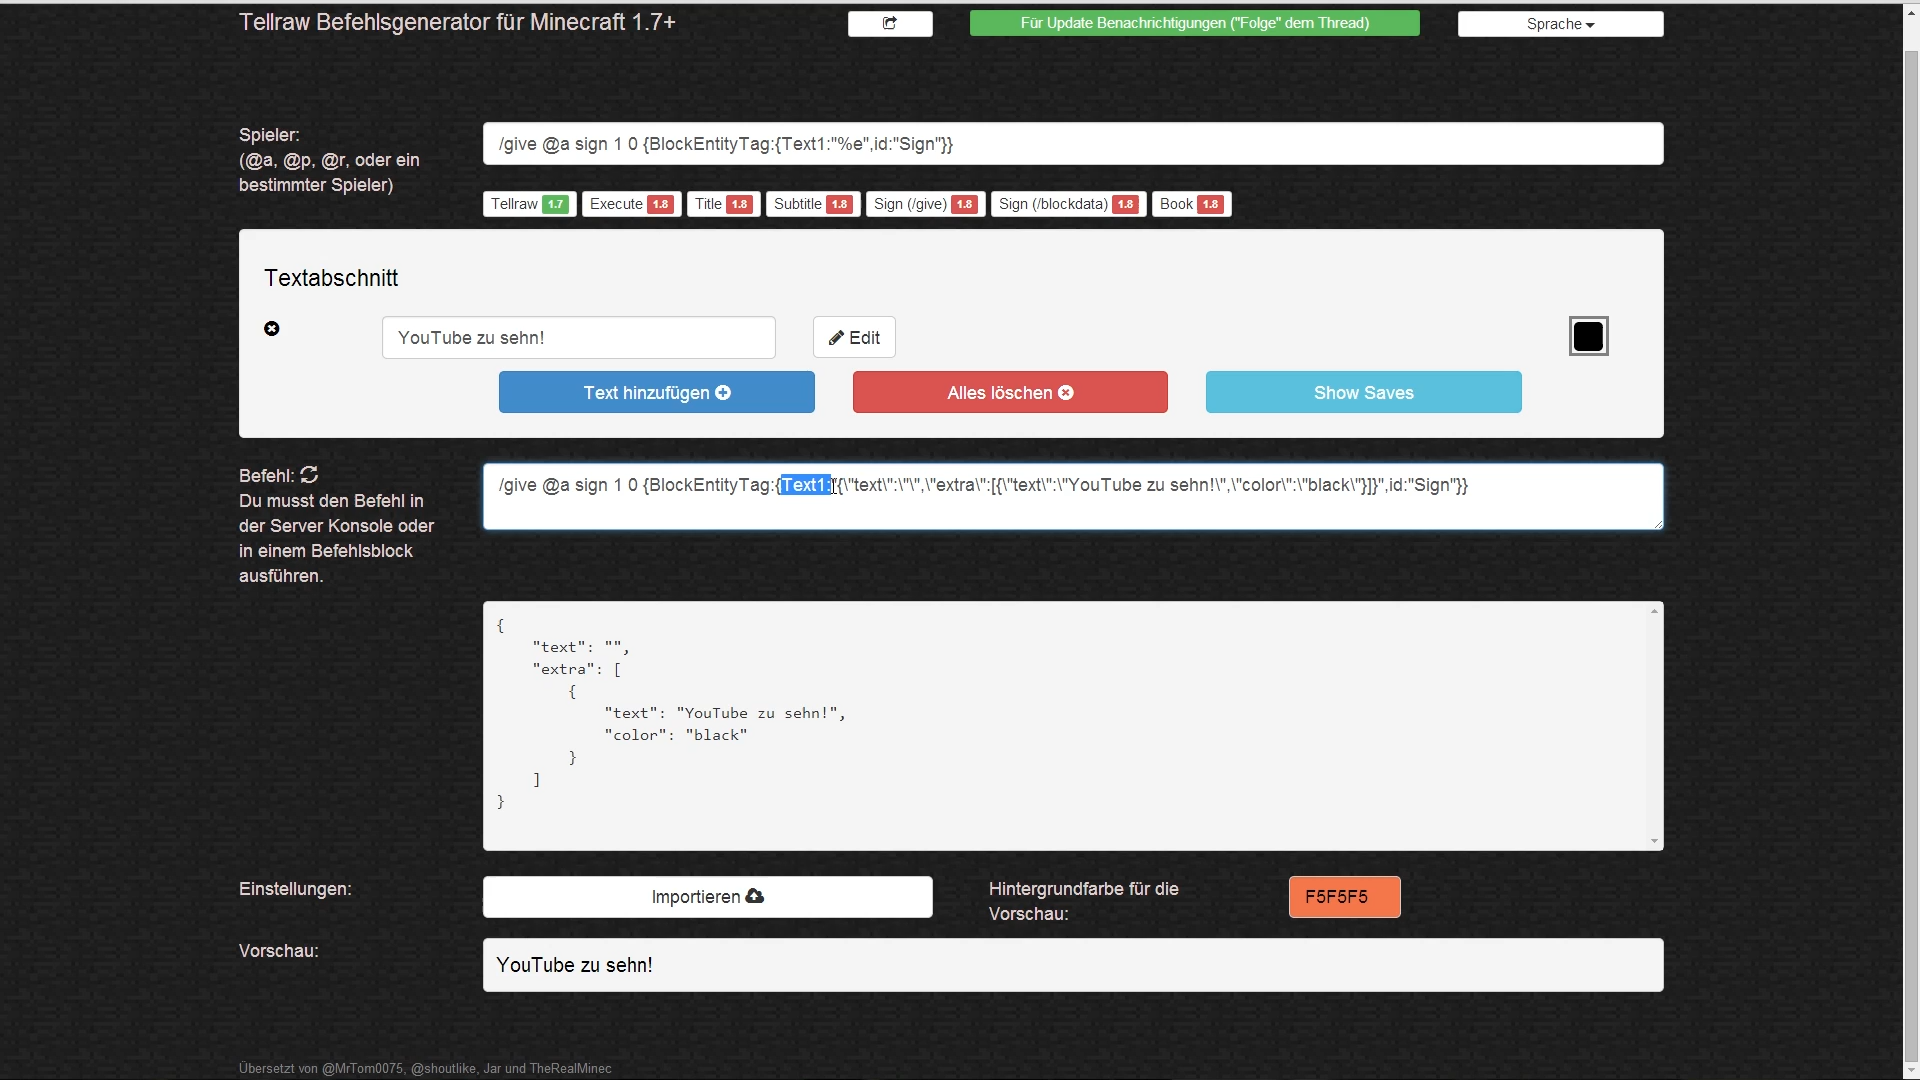 Tellraw Befehlsgenerator für Minecraft 1.7+
Für Update Benachrichtigungen ("Folge" dem Thread)
Sprache
Spieler:
(@a, @p, @r, oder ein
bestimmter Spieler)
/give @a sign 1 0 {BlockEntityTag:{Text1:"%e",id:"Sign"}}
Tellraw 1.7 Execute 1.8 Title 1.8 Subtitle 1.8 Sign (/give) 1.8 Sign (/blockdata) 1.8 Book 1.8
Textabschnitt
YouTube zu sehn!
Edit
Text hinzufügen
Alles löschen
Show Saves
Befehl:
Du musst den Befehl in
der Server Konsole oder
in einem Befehlsblock
ausführen.
/give @a sign 1 0 {BlockEntityTag:{Text1:"{\"text\":\"\",\"extra\":[{\"text\":\"YouTube zu sehn!\",\"color\":\"black\"}]}",id:"Sign"}}
{
    "text": "",
    "extra": [
        {
            "text": "YouTube zu sehn!",
            "color": "black"
        }
    ]
}
Einstellungen:
Importieren
Hintergrundfarbe für die
Vorschau:
F5F5F5
Vorschau:
YouTube zu sehn!
Übersetzt von @MrTom0075, @shoutlike, Jar und TheRealMinec